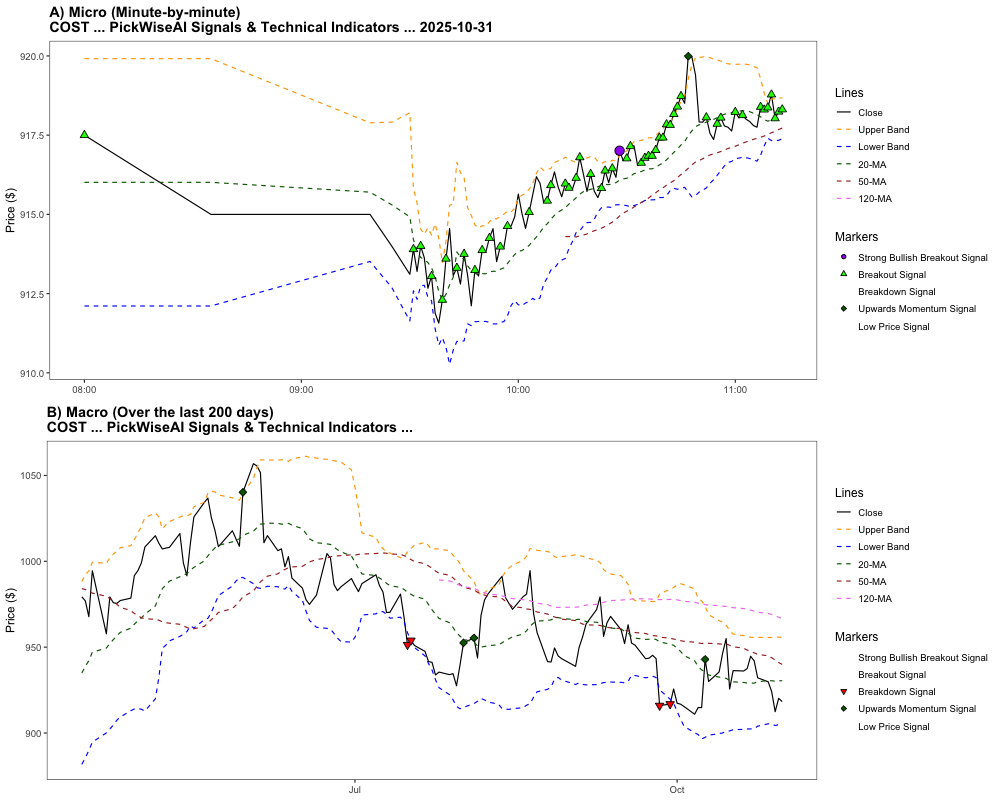 A) Micro (Minute-by-minute)
COST ... PickWiseAI Signals & Technical Indicators ... 2025-10-31
Price ($)
920.0
917.5
915.0
912.5
910.0
08:00
09:00
10:00
11:00
Lines
Close
Upper Band
Lower Band
20-MA
50-MA
120-MA
Markers
Strong Bullish Breakout Signal
Breakout Signal
Breakdown Signal
Upwards Momentum Signal
Low Price Signal
B) Macro (Over the last 200 days)
COST ... PickWiseAI Signals & Technical Indicators ...
Price ($)
1050
1000
950
900
Jul
Oct
Lines
Close
Upper Band
Lower Band
20-MA
50-MA
120-MA
Markers
Strong Bullish Breakout Signal
Breakout Signal
Breakdown Signal
Upwards Momentum Signal
Low Price Signal